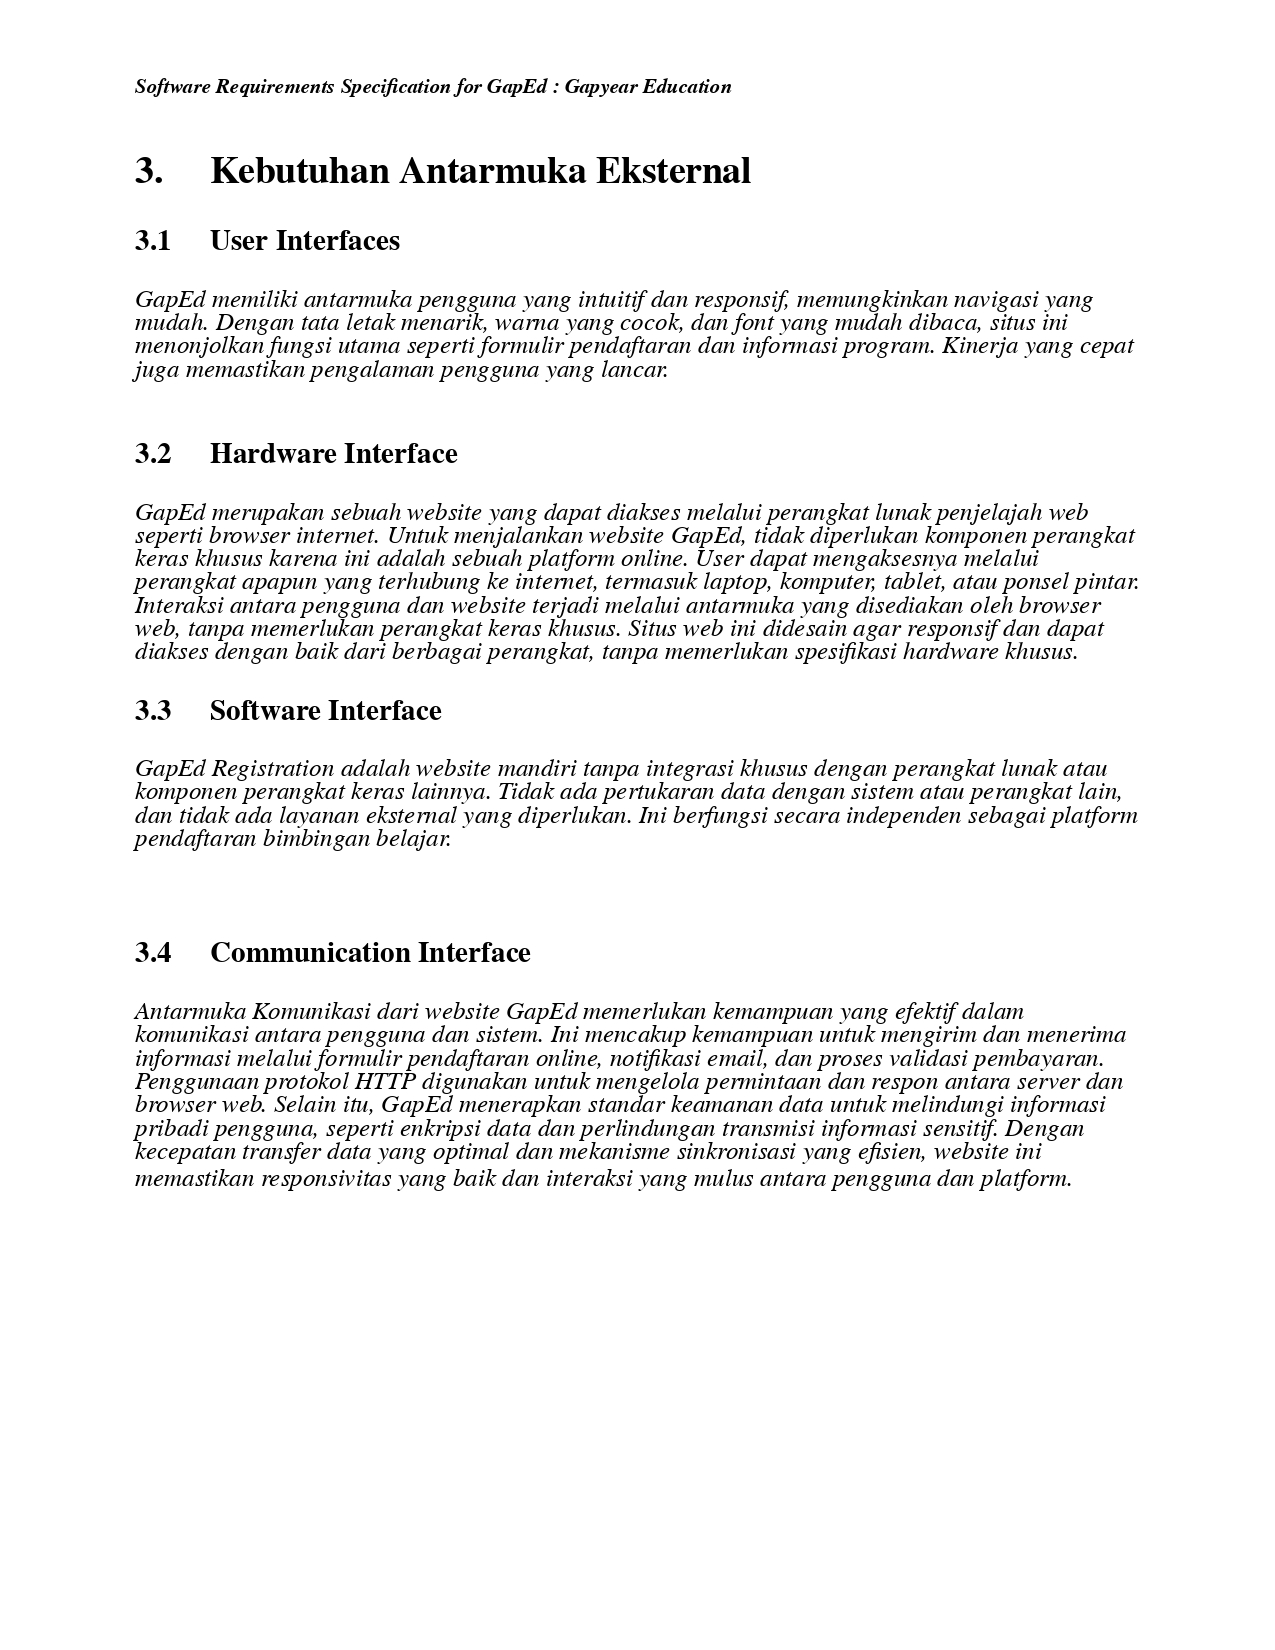 Software Requirements Specification for GapEd : Gapyear Education
3. Kebutuhan Antarmuka Eksternal
3.1 User Interfaces
GapEd memiliki antarmuka pengguna yang intuitif dan responsif, memungkinkan navigasi yang
mudah. Dengan tata letak menarik, warna yang cocok, dan font yang mudah dibaca, situs ini
menonjolkan fungsi utama seperti formulir pendaftaran dan informasi program. Kinerja yang cepat
juga memastikan pengalaman pengguna yang lancar.
3.2 Hardware Interface
GapEd merupakan sebuah website yang dapat diakses melalui perangkat lunak penjelajah web
seperti browser internet. Untuk menjalankan website GapEd, tidak diperlukan komponen perangkat
keras khusus karena ini adalah sebuah platform online. User dapat mengaksesnya melalui
perangkat apapun yang terhubung ke internet, termasuk laptop, komputer, tablet, atau ponsel pintar.
Interaksi antara pengguna dan website terjadi melalui antarmuka yang disediakan oleh browser
web, tanpa memerlukan perangkat keras khusus. Situs web ini didesain agar responsif dan dapat
diakses dengan baik dari berbagai perangkat, tanpa memerlukan spesifikasi hardware khusus.
3.3 Software Interface
GapEd Registration adalah website mandiri tanpa integrasi khusus dengan perangkat lunak atau
komponen perangkat keras lainnya. Tidak ada pertukaran data dengan sistem atau perangkat lain,
dan tidak ada layanan eksternal yang diperlukan. Ini berfungsi secara independen sebagai platform
pendaftaran bimbingan belajar.
3.4 Communication Interface
Antarmuka Komunikasi dari website GapEd memerlukan kemampuan yang efektif dalam
komunikasi antara pengguna dan sistem. Ini mencakup kemampuan untuk mengirim dan menerima
informasi melalui formulir pendaftaran online, notifikasi email, dan proses validasi pembayaran.
Penggunaan protokol HTTP digunakan untuk mengelola permintaan dan respon antara server dan
browser web. Selain itu, GapEd menerapkan standar keamanan data untuk melindungi informasi
pribadi pengguna, seperti enkripsi data dan perlindungan transmisi informasi sensitif. Dengan
kecepatan transfer data yang optimal dan mekanisme sinkronisasi yang efisien, website ini
memastikan responsivitas yang baik dan interaksi yang mulus antara pengguna dan platform.